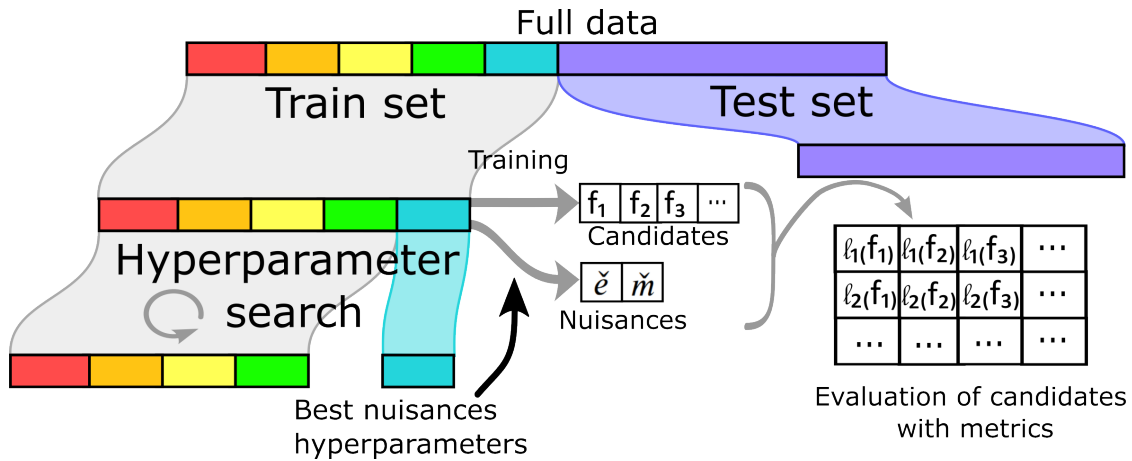 Full data
Train set
Test set
Training
f₁ f₂ f₃ ...
Candidates
Hyperparameter
search
ě m̌
Nuisances
ℓ₁(f₁) ℓ₁(f₂) ℓ₁(f₃) ...
ℓ₂(f₁) ℓ₂(f₂) ℓ₂(f₃) ...
... ... ... ...
Best nuisances
hyperparameters
Evaluation of candidates
with metrics